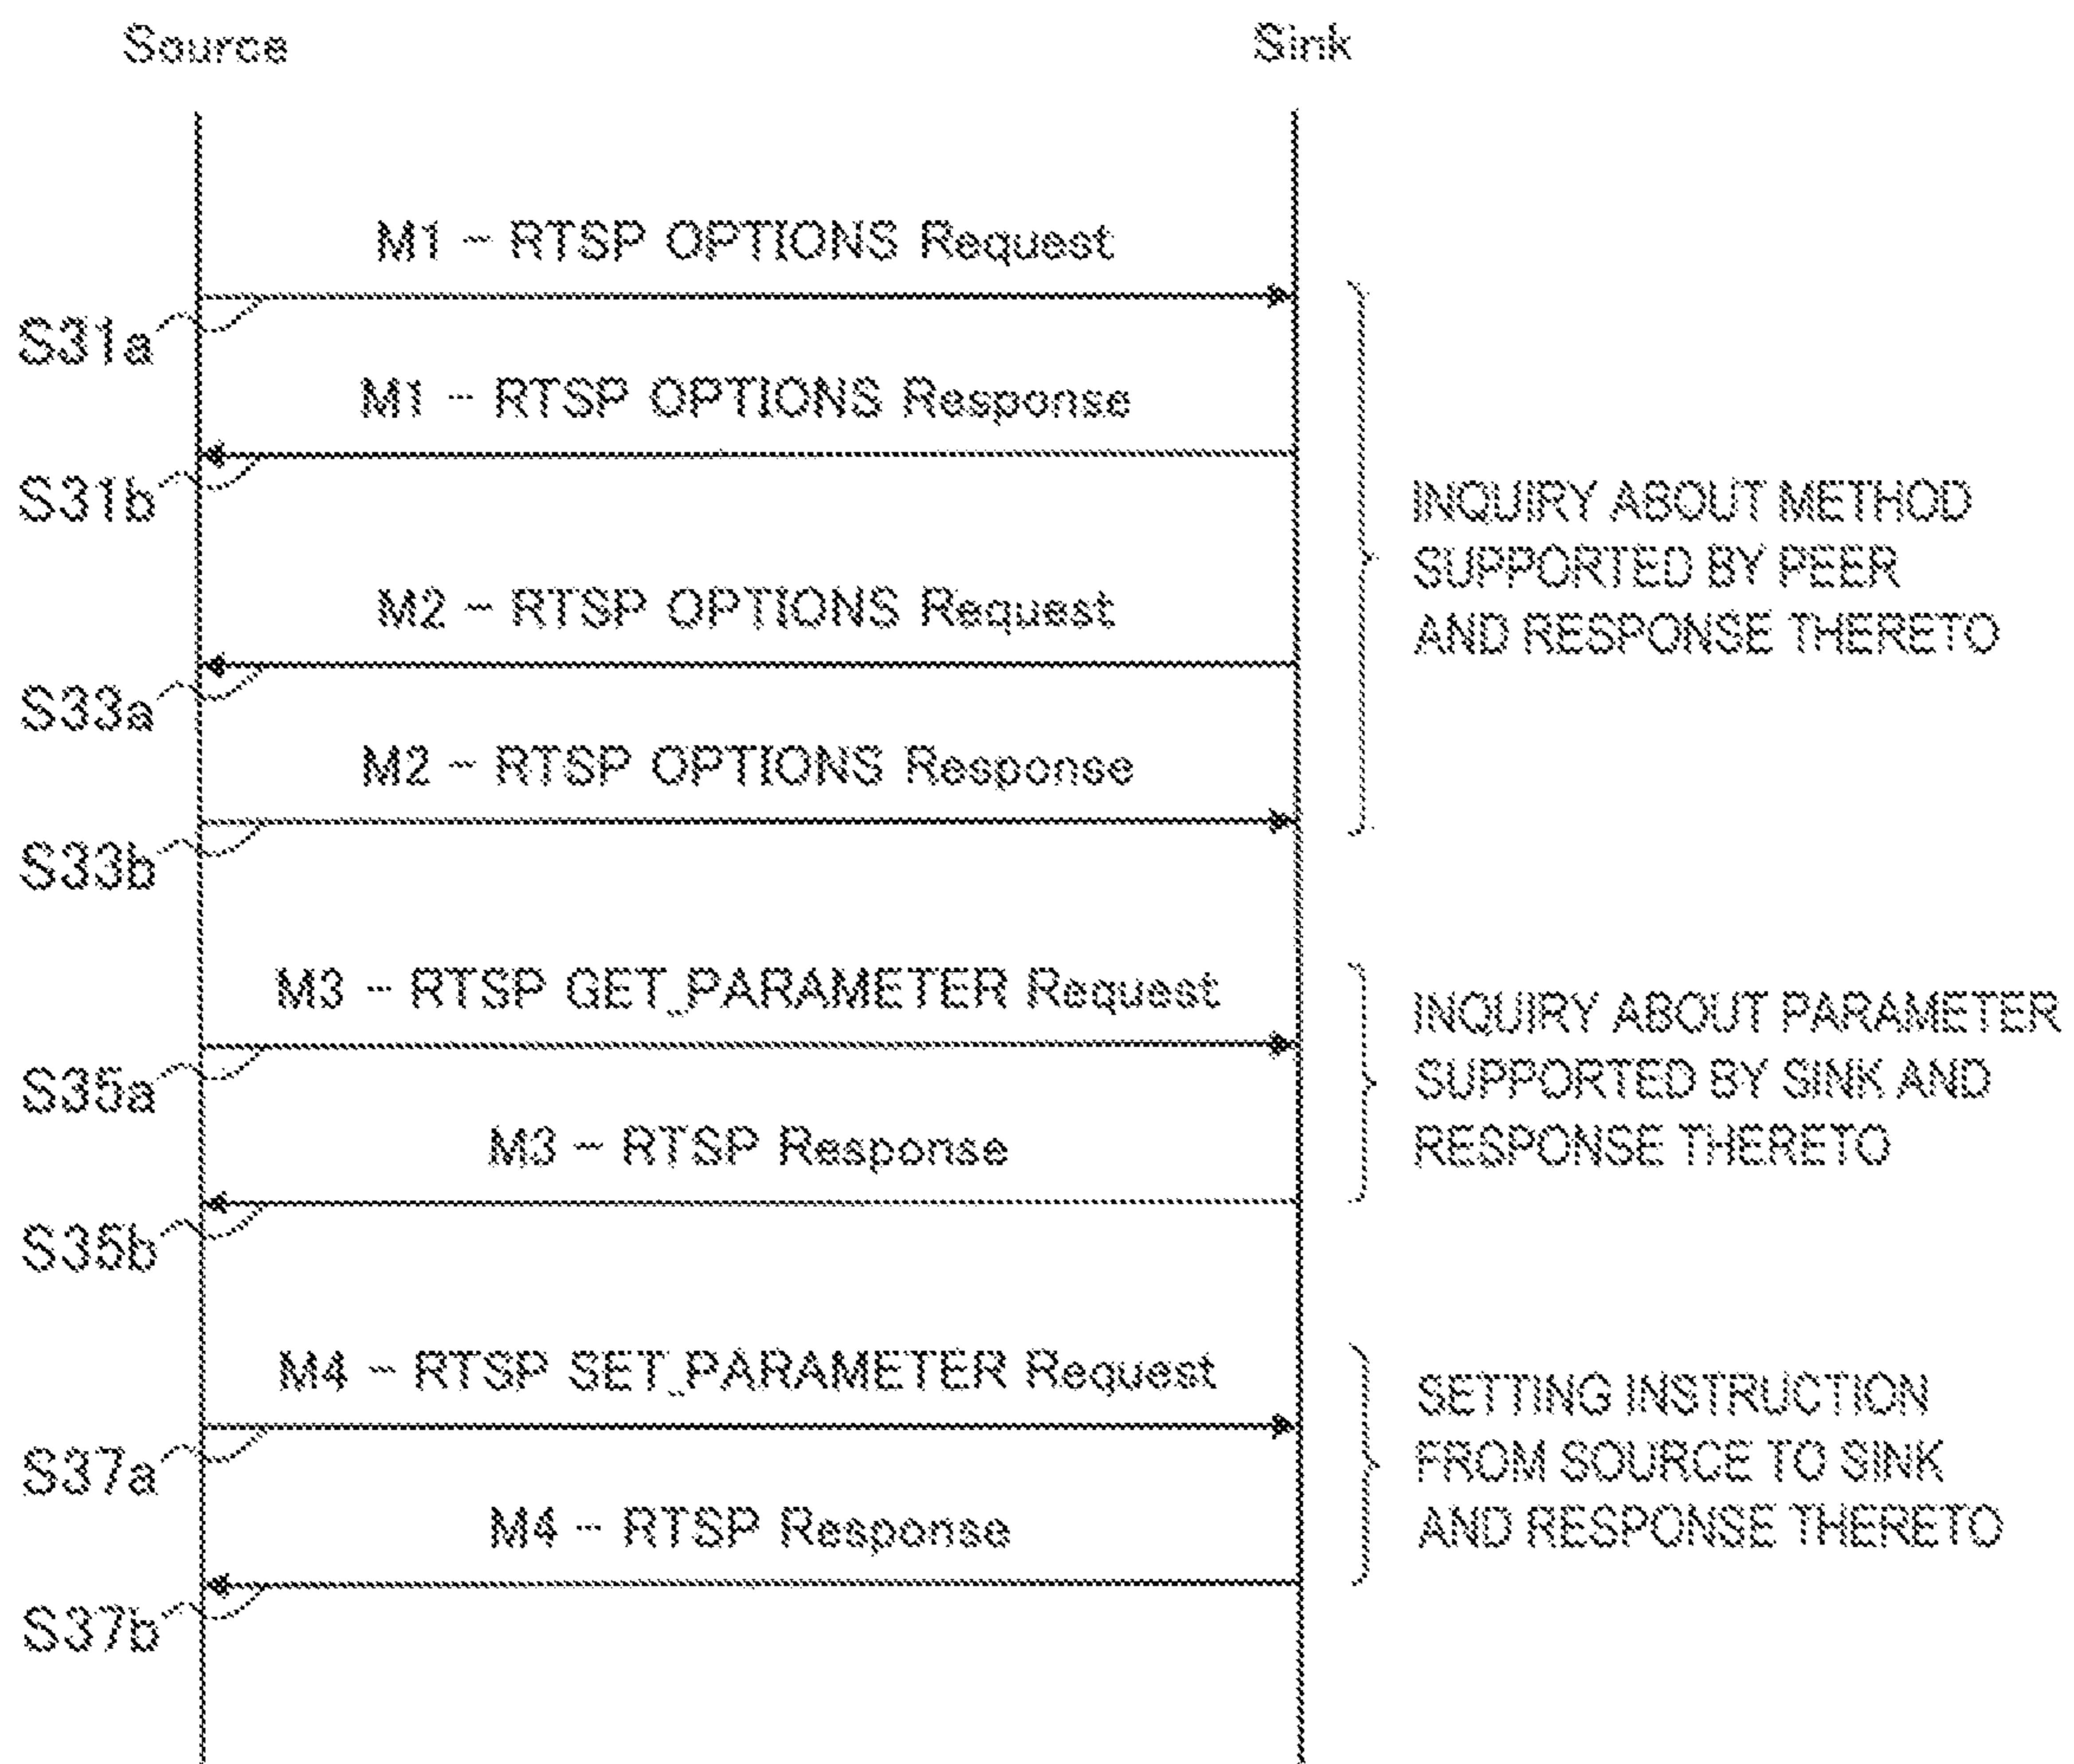 Source
Sink
M1 - RTSP OPTIONS Request
S31a
M1 - RTSP OPTIONS Response
S31b
INQUIRY ABOUT METHOD
SUPPORTED BY PEER
AND RESPONSE THERETO
M2 - RTSP OPTIONS Request
S33a
M2 - RTSP OPTIONS Response
S33b
M3 - RTSP GET_PARAMETER Request
S35a
INQUIRY ABOUT PARAMETER
SUPPORTED BY SINK AND
RESPONSE THERETO
M3 - RTSP Response
S35b
M4 - RTSP SET_PARAMETER Request
S37a
SETTING INSTRUCTION
FROM SOURCE TO SINK
AND RESPONSE THERETO
M4 - RTSP Response
S37b